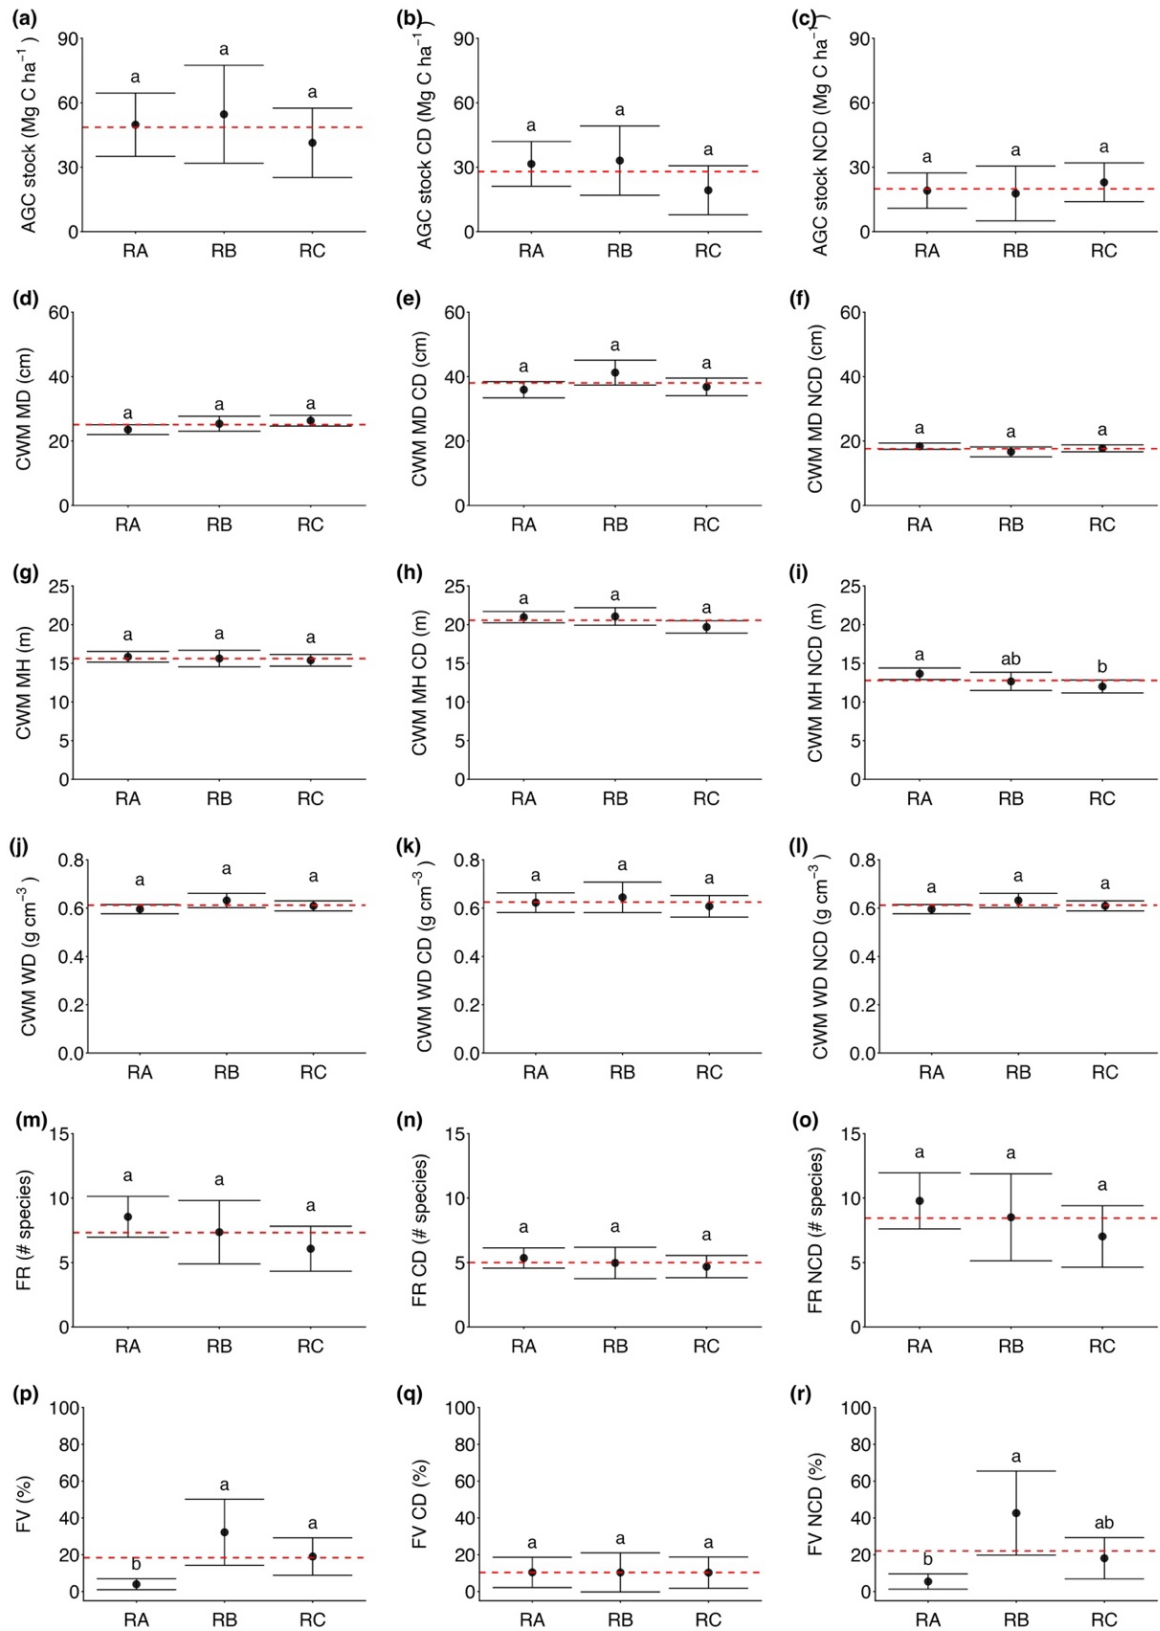 (a) (b) (c)
AGC stock (Mg C ha⁻¹) AGC stock CD (Mg C ha⁻¹) AGC stock NCD (Mg C ha⁻¹)
90 90 90
60 60 60
30 30 30
0 0 0
a a a a a a a a a
RA RB RC RA RB RC RA RB RC
(d) (e) (f)
CWM MD (cm) CWM MD CD (cm) CWM MD NCD (cm)
60 60 60
40 40 40
20 20 20
0 0 0
a a a a a a a a a
RA RB RC RA RB RC RA RB RC
(g) (h) (i)
CWM MH (m) CWM MH CD (m) CWM MH NCD (m)
25 25 25
20 20 20
15 15 15
10 10 10
5 5 5
0 0 0
a a a a a a a ab b
RA RB RC RA RB RC RA RB RC
(j) (k) (l)
CWM WD (g cm⁻³) CWM WD CD (g cm⁻³) CWM WD NCD (g cm⁻³)
0.8 0.8 0.8
0.6 0.6 0.6
0.4 0.4 0.4
0.2 0.2 0.2
0.0 0.0 0.0
a a a a a a a a a
RA RB RC RA RB RC RA RB RC
(m) (n) (o)
FR (# species) FR CD (# species) FR NCD (# species)
15 15 15
10 10 10
5 5 5
0 0 0
a a a a a a a a a
RA RB RC RA RB RC RA RB RC
(p) (q) (r)
FV (%) FV CD (%) FV NCD (%)
100 100 100
80 80 80
60 60 60
40 40 40
20 20 20
0 0 0
b a a a a a b a ab
RA RB RC RA RB RC RA RB RC